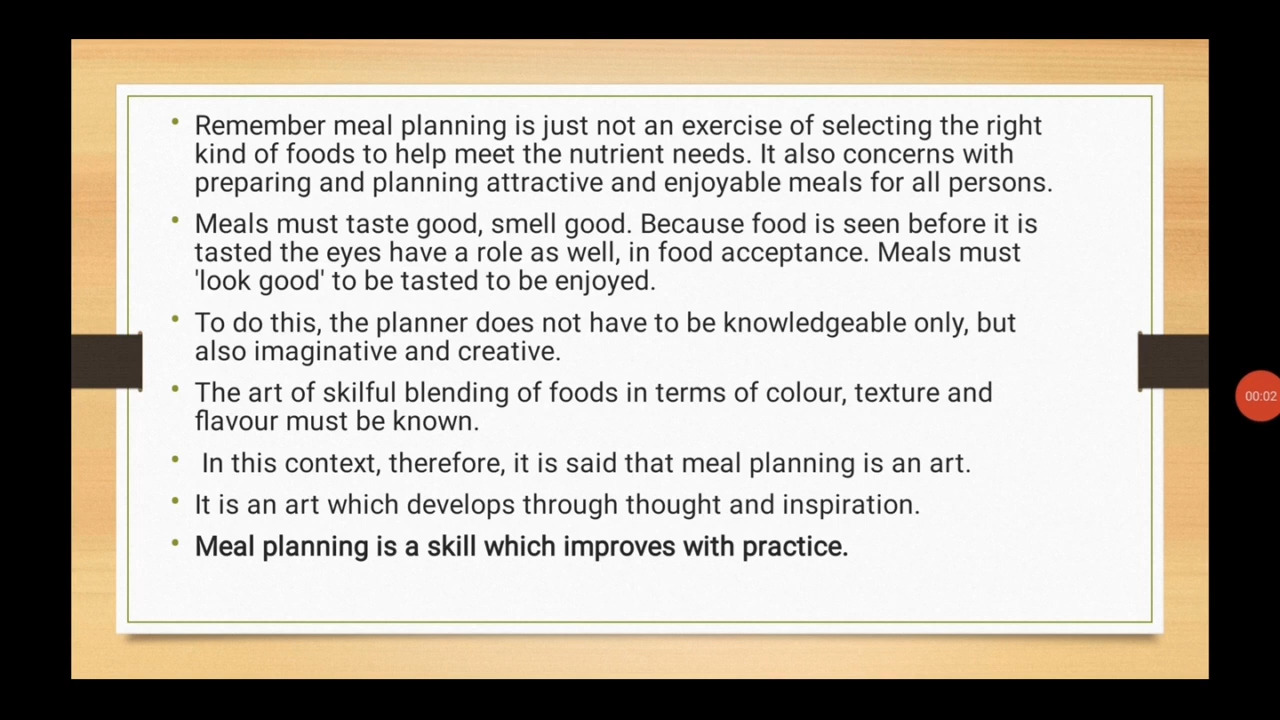 • Remember meal planning is just not an exercise of selecting the right
kind of foods to help meet the nutrient needs. It also concerns with
preparing and planning attractive and enjoyable meals for all persons.
• Meals must taste good, smell good. Because food is seen before it is
tasted the eyes have a role as well, in food acceptance. Meals must
'look good' to be tasted to be enjoyed.
• To do this, the planner does not have to be knowledgeable only, but
also imaginative and creative.
• The art of skilful blending of foods in terms of colour, texture and
flavour must be known.
• In this context, therefore, it is said that meal planning is an art.
• It is an art which develops through thought and inspiration.
• Meal planning is a skill which improves with practice.
00:02